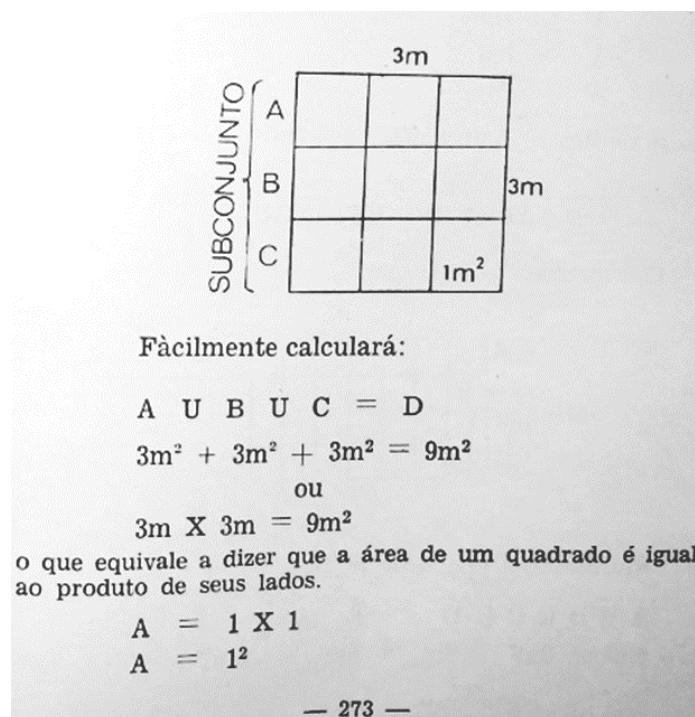 3m
SUBCONJUNTO
A
B
3m
C
1m²
Fàcilmente calculará:
A U B U C = D
3m² + 3m² + 3m² = 9m²
ou
3m X 3m = 9m²
o que equivale a dizer que a área de um quadrado é igual
ao produto de seus lados.
A = 1 X 1
A = 1²
— 273 —